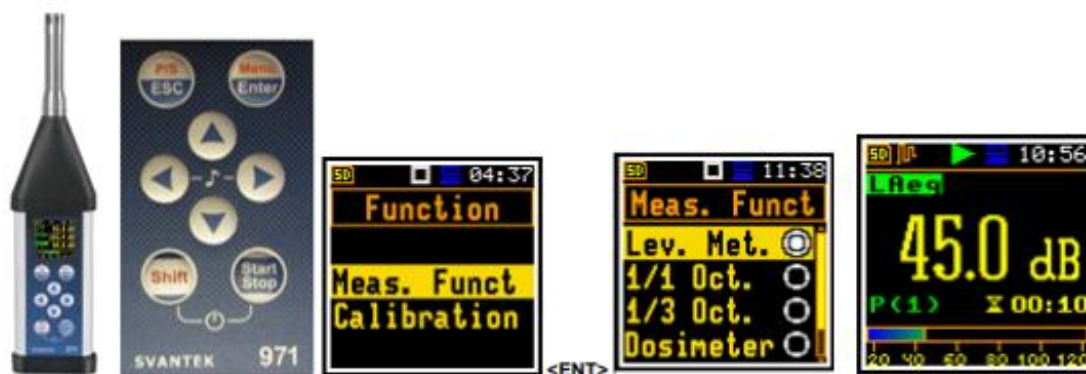 P/S
ESC
Menu
Enter
Shift
Start
Stop
SVANTEK 971
SD 04:37
Function
Meas. Funct
Calibration
<ENT>
SD 11:38
Meas. Funct
Lev. Met.
1/1 Oct.
1/3 Oct.
Dosimeter
SD 10:56
LAeq
45.0 dB
P(1) 00:10
20 40 60 80 100 120